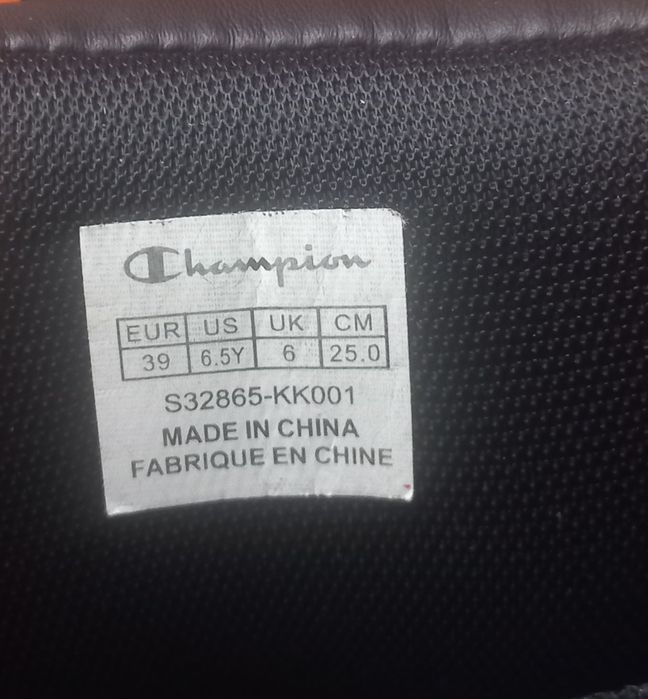 Champion
EUR US UK CM
39 6.5Y 6 25.0
S32865-KK001
MADE IN CHINA
FABRIQUE EN CHINE